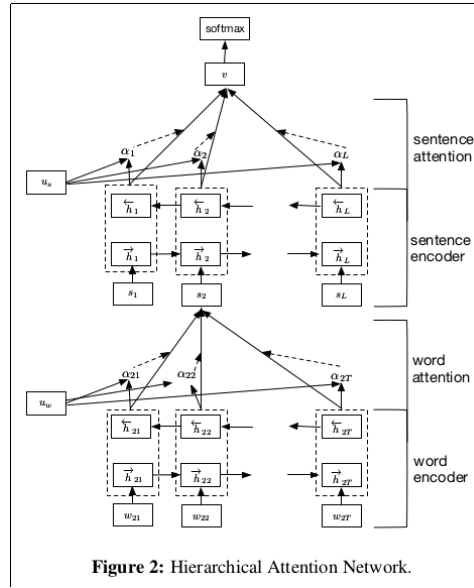 softmax
v
α1 α2 αL
sentence
attention
us
←h1 ←h2 ←hL
sentence
encoder
→h1 →h2 →hL
s1 s2 sL
α21 α22 α2T
word
attention
uw
←h21 ←h22 ←h2T
word
encoder
→h21 →h22 →h2T
w21 w22 w2T
Figure 2: Hierarchical Attention Network.